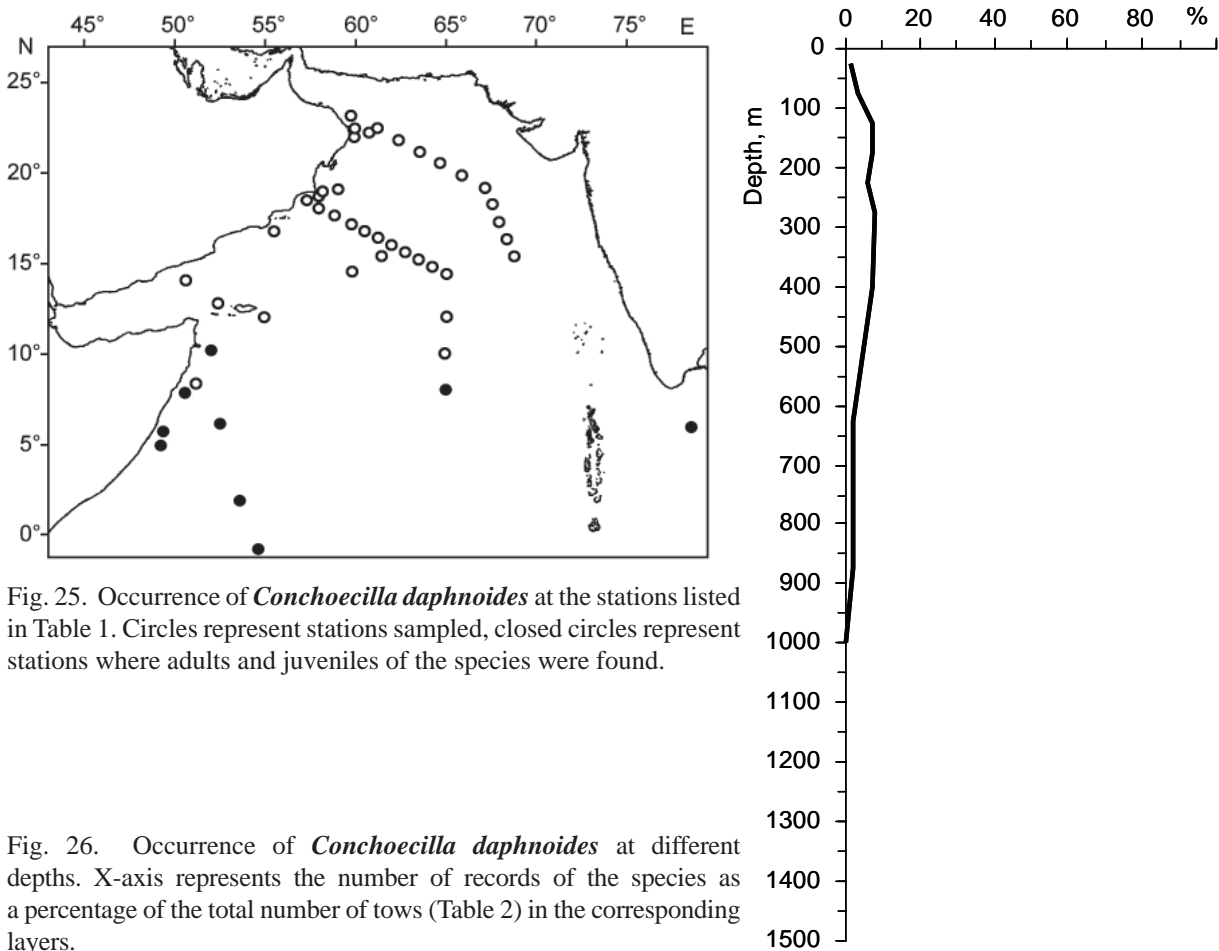 45° 50° 55° 60° 65° 70° 75° E
N
25°
20°
15°
10°
5°
0°
Fig. 25. Occurrence of Conchoecilla daphnoides at the stations listed
in Table 1. Circles represent stations sampled, closed circles represent
stations where adults and juveniles of the species were found.
Fig. 26. Occurrence of Conchoecilla daphnoides at different
depths. X-axis represents the number of records of the species as
a percentage of the total number of tows (Table 2) in the corresponding
layers.
0 20 40 60 80 %
Depth, m
0
100
200
300
400
500
600
700
800
900
1000
1100
1200
1300
1400
1500